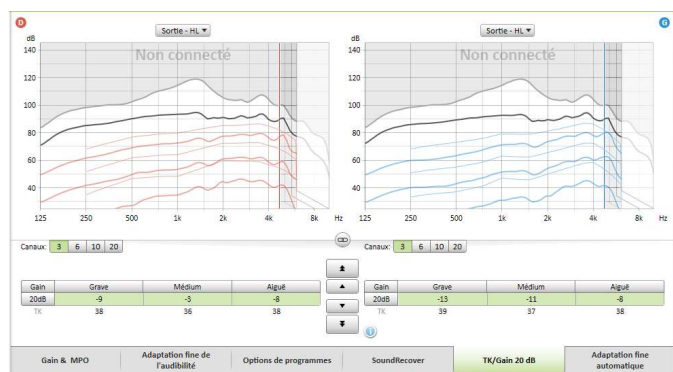 D
Sortie - HL
Sortie - HL
G
dB
dB
Non connecté
Non connecté
140
120
100
80
60
40
140
120
100
80
60
40
125 250 500 1k 2k 4k 8k Hz
125 250 500 1k 2k 4k 8k Hz
Canaux: 3 6 10 20
Canaux: 3 6 10 20
Gain Grave Médium Aiguë
20dB -9 -3 -8
TK 38 36 38
Gain Grave Médium Aiguë
20dB -13 -11 -8
TK 39 37 38
i
Gain & MPO
Adaptation fine de l'audibilité
Options de programmes
SoundRecover
TK/Gain 20 dB
Adaptation fine automatique